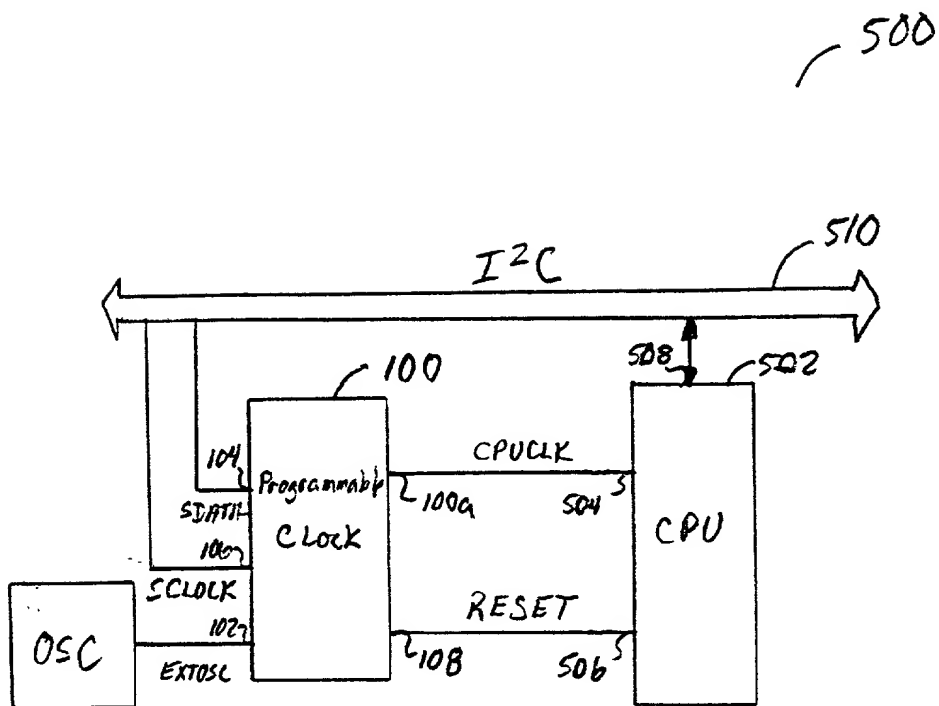 500
510
I²C
508
502
100
104
Programmable
CPUCLK
SDATA
100a
504
CLock
CPU
106
SCLOCK
RESET
102
OSC
108
506
EXTOSC